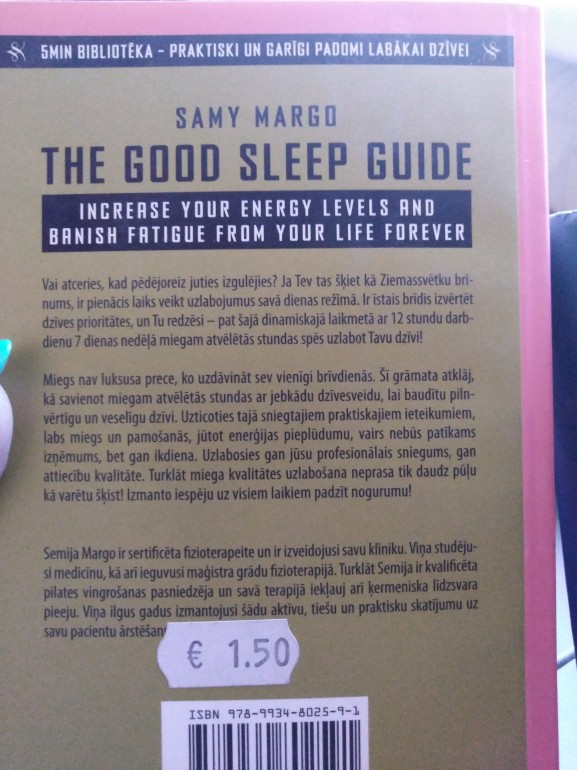 5MIN BIBLIOTĒKA – PRAKTISKI UN GARĪGI PADOMI LABĀKAI DZĪVEI
SAMY MARGO
THE GOOD SLEEP GUIDE
INCREASE YOUR ENERGY LEVELS AND
BANISH FATIGUE FROM YOUR LIFE FOREVER
Vai atceries, kad pēdējoreiz juties izgulējies? Ja Tev tas šķiet kā Ziemassvētku brī-
nums, ir pienācis laiks veikt uzlabojumus savā dienas režīmā. Ir īstais brīdis izvērtēt
dzīves prioritātes, un Tu redzēsi – pat šajā dinamiskajā laikmetā ar 12 stundu darb-
dienu 7 dienas nedēļā miegam atvēlētās stundas spēs uzlabot Tavu dzīvi!
Miegs nav luksusa prece, ko uzdāvināt sev vienīgi brīvdienās. Šī grāmata atklāj,
kā savienot miegam atvēlētās stundas ar jebkādu dzīvesveidu, lai baudītu piln-
vērtīgu un veselīgu dzīvi. Uzticoties tajā sniegtajiem praktiskajiem ieteikumiem,
labs miegs un pamošanās, jūtot enerģijas pieplūdumu, vairs nebūs patīkams
izņēmums, bet gan ikdiena. Uzlabosies gan jūsu profesionālais sniegums, gan
attiecību kvalitāte. Turklāt miega kvalitātes uzlabošana neprasa tik daudz pūļu
kā varētu šķist! Izmanto iespēju uz visiem laikiem padzīt nogurumu!
Semija Margo ir sertificēta fizioterapeite un ir izveidojusi savu klīniku. Viņa studēju-
si medicīnu, kā arī ieguvusi maģistra grādu fizioterapijā. Turklāt Semija ir kvalificēta
pilates vingrošanas pasniedzēja un savā terapijā iekļauj arī ķermeniska līdzsvara
pieeju. Viņa ilgus gadus izmantojusi šādu aktīvu, tiešu un praktisku skatījumu uz
savu pacientu ārstēšan
€ 1.50
ISBN 978-9934-8025-9-1